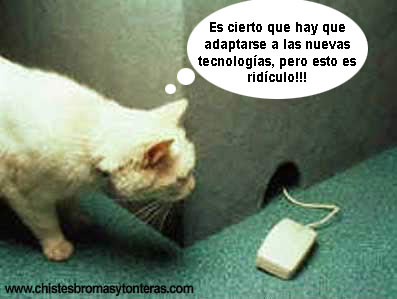 Es cierto que hay que
adaptarse a las nuevas
tecnologías, pero esto es
ridículo!!!
www.chistesbromasytonteras.com